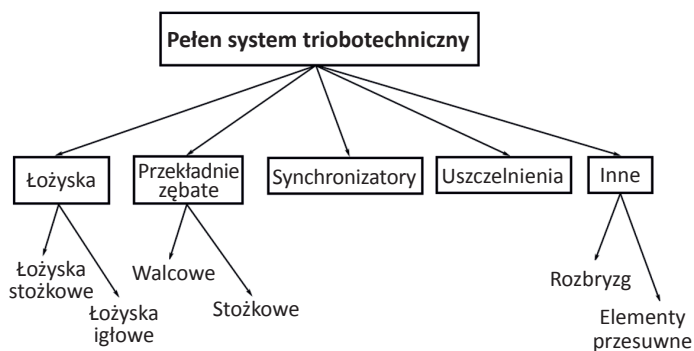 Pełen system triobotechniczny
Łożyska
Przekładnie
zębate
Synchronizatory
Uszczelnienia
Inne
Łożyska
stożkowe
Łożyska
igłowe
Walcowe
Stożkowe
Rozbryzg
Elementy
przesuwne